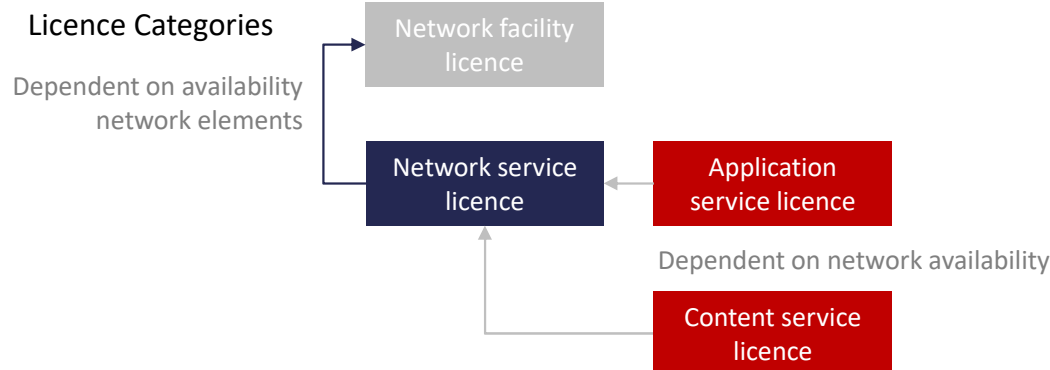 Licence Categories
Network facility
licence
Dependent on availability
network elements
Network service
licence
Application
service licence
Dependent on network availability
Content service
licence